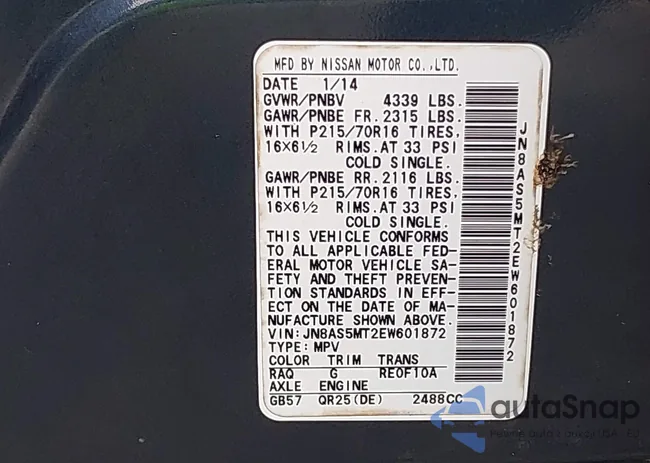 MFD BY NISSAN MOTOR CO.,LTD.
DATE 1/14
GVWR/PNBV 4339 LBS.
GAWR/PNBE FR. 2315 LBS.
WITH P215/70R16 TIRES,
16×6½ RIMS. AT 33 PSI
COLD SINGLE.
GAWR/PNBE RR. 2116 LBS.
WITH P215/70R16 TIRES,
16×6½ RIMS. AT 33 PSI
COLD SINGLE.
THIS VEHICLE CONFORMS
TO ALL APPLICABLE FED-
ERAL MOTOR VEHICLE SA-
FETY AND THEFT PREVEN-
TION STANDARDS IN EFF-
ECT ON THE DATE OF MA-
NUFACTURE SHOWN ABOVE.
VIN: JN8AS5MT2EW601872
TYPE: MPV
COLOR TRIM TRANS
RAQ G RE0F10A
AXLE ENGINE
GB57 QR25(DE) 2488CC
JN8AS5MT2EW601872
autoSnap